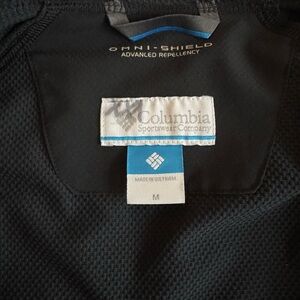 OMNI-SHIELD
ADVANCED REPELLENCY
Columbia
Sportswear Company
MADE IN VIETNAM
M